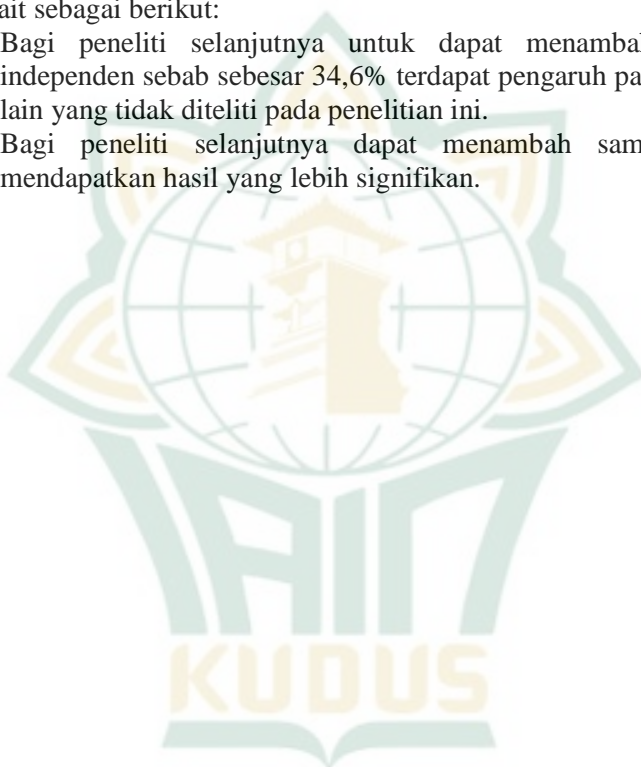 ait sebagai berikut:
Bagi peneliti selanjutnya untuk dapat menambah
independen sebab sebesar 34,6% terdapat pengaruh pa
lain yang tidak diteliti pada penelitian ini.
Bagi peneliti selanjutnya dapat menambah sam
mendapatkan hasil yang lebih signifikan.
IAIN
KUDUS